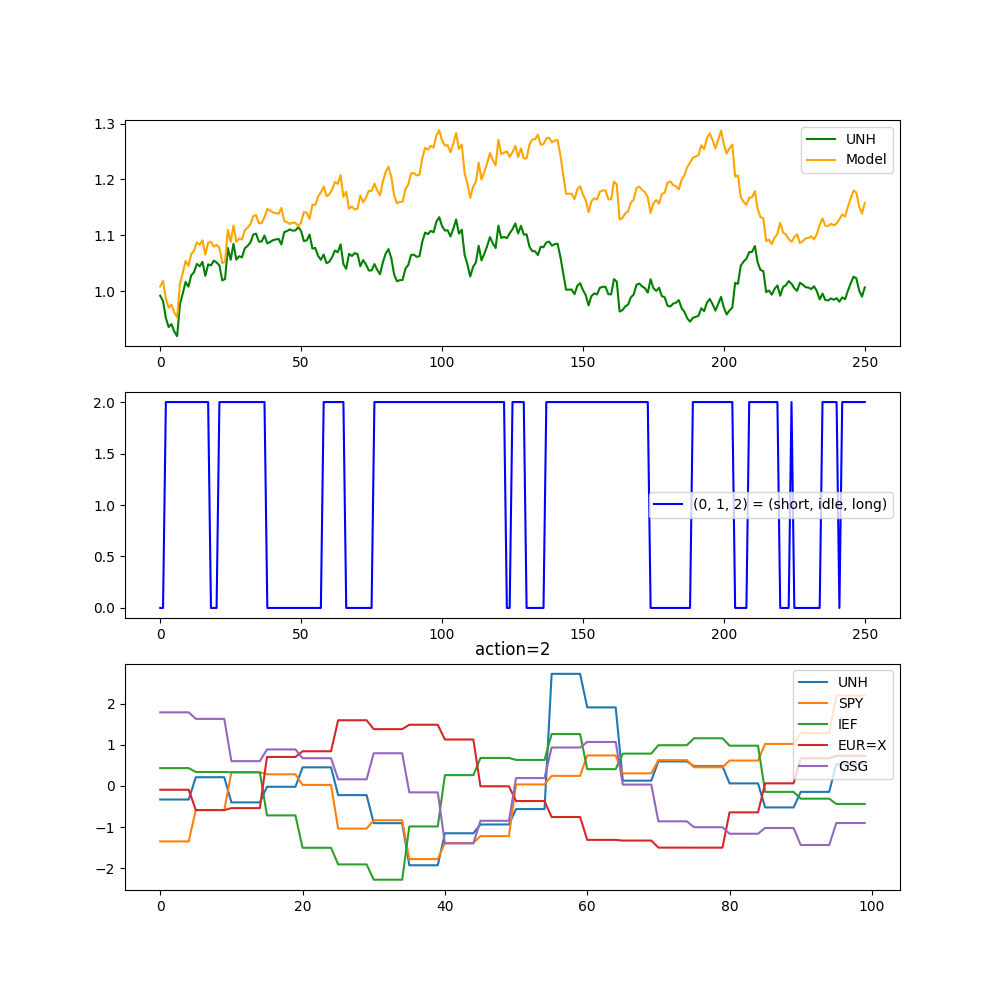 1.3
1.2
1.1
1.0
UNH
Model
0 50 100 150 200 250
2.0
1.5
1.0
0.5
0.0
(0, 1, 2) = (short, idle, long)
0 50 100 150 200 250
action=2
2
1
0
−1
−2
UNH
SPY
IEF
EUR=X
GSG
0 20 40 60 80 100